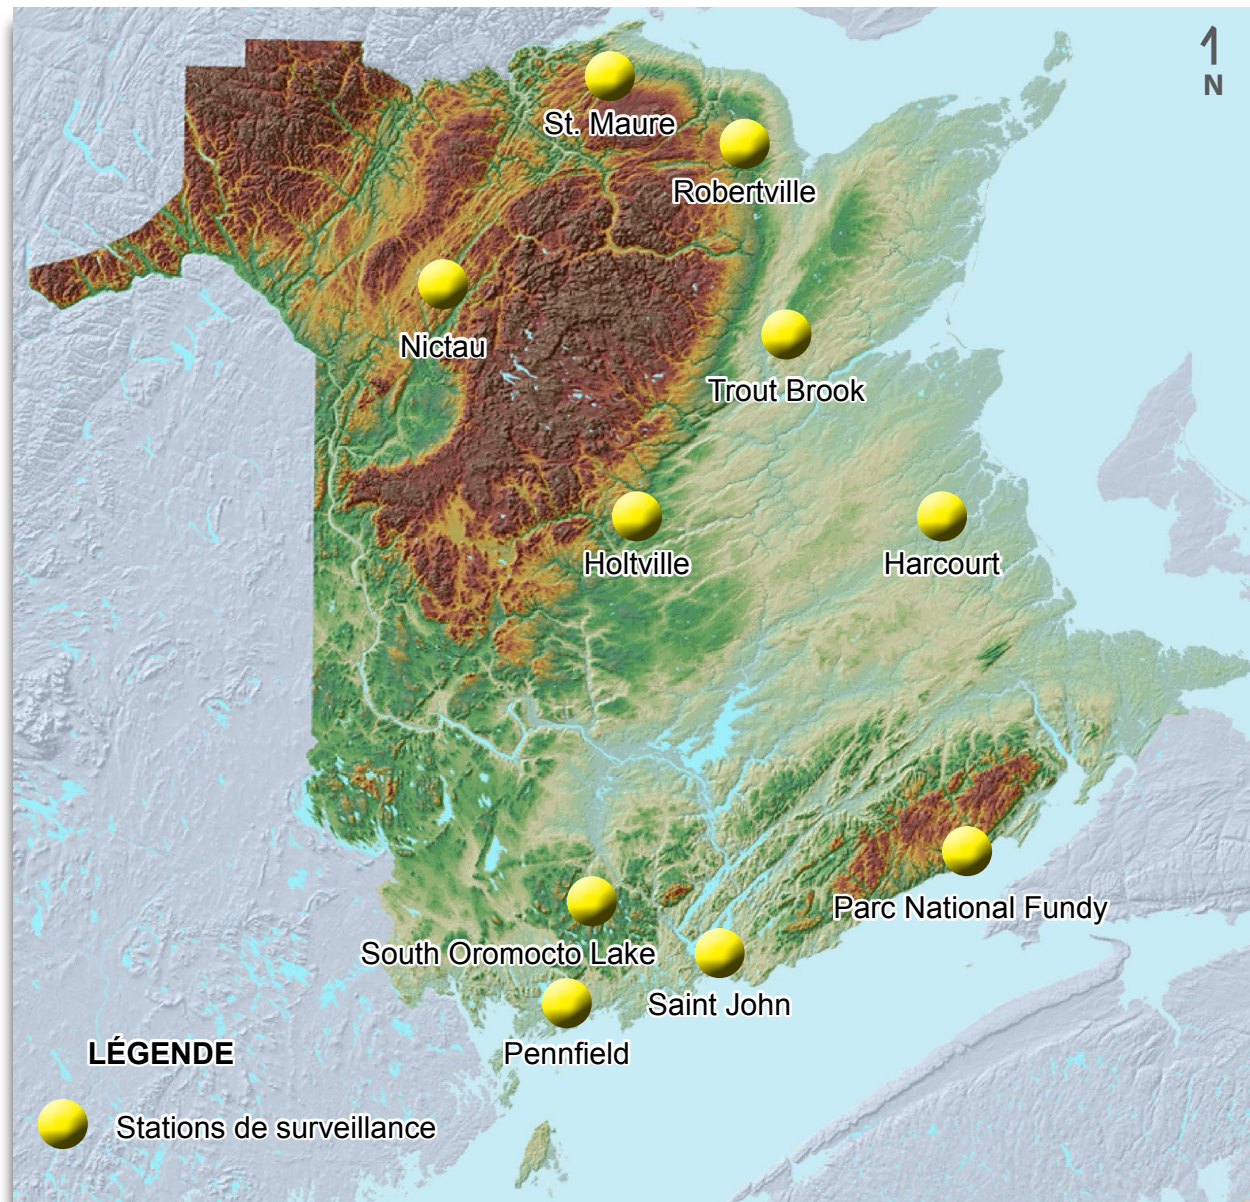 N
St. Maure
Robertville
Nictau
Trout Brook
Holtville
Harcourt
Parc National Fundy
South Oromocto Lake
Saint John
Pennfield
LÉGENDE
Stations de surveillance